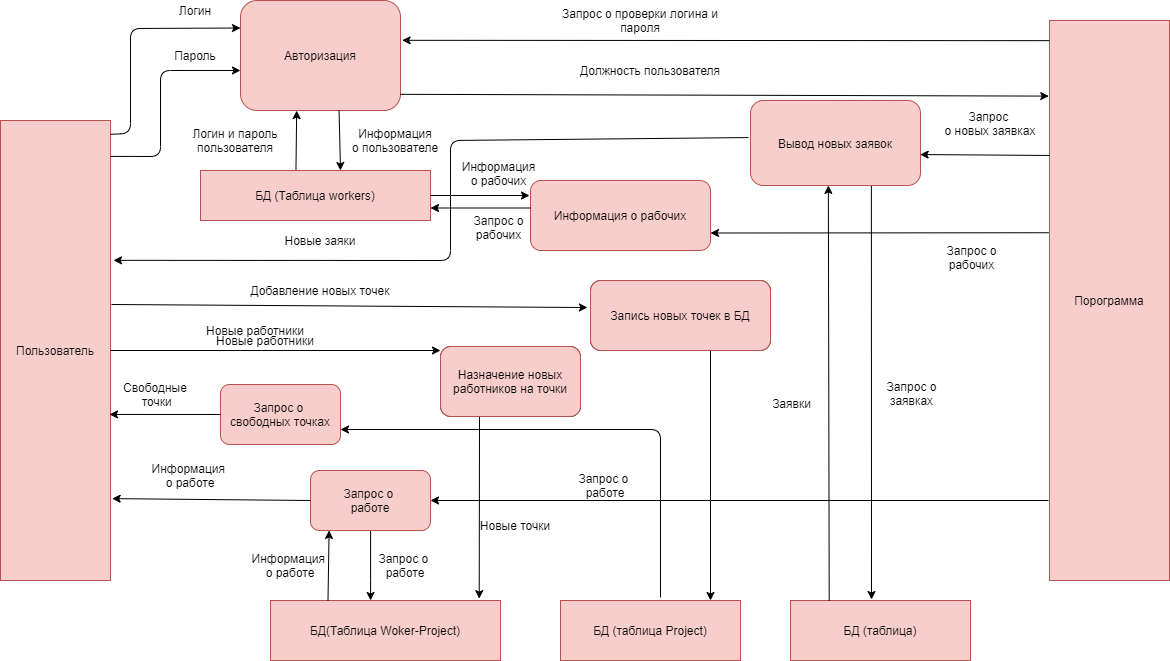 Логин
Запрос о проверки логина и
пароля
Пароль
Авторизация
Должность пользователя
Запрос
о новых заявках
Логин и пароль
пользователя
Информация
о пользователе
Вывод новых заявок
Информация
о рабочих
БД (Таблица workers)
Информация о рабочих
Запрос о
рабочих
Новые заяки
Запрос о
рабочих
Добавление новых точек
Порограмма
Запись новых точек в БД
Новые работники
Новые работники
Пользователь
Назначение новых
работников на точки
Свободные
точки
Запрос о
свободных точках
Заявки
Запрос о
заявках
Информация
о работе
Запрос о
работе
Запрос о
работе
Новые точки
Информация
о работе
Запрос о
работе
БД(Таблица Woker-Project)
БД (таблица Project)
БД (таблица)